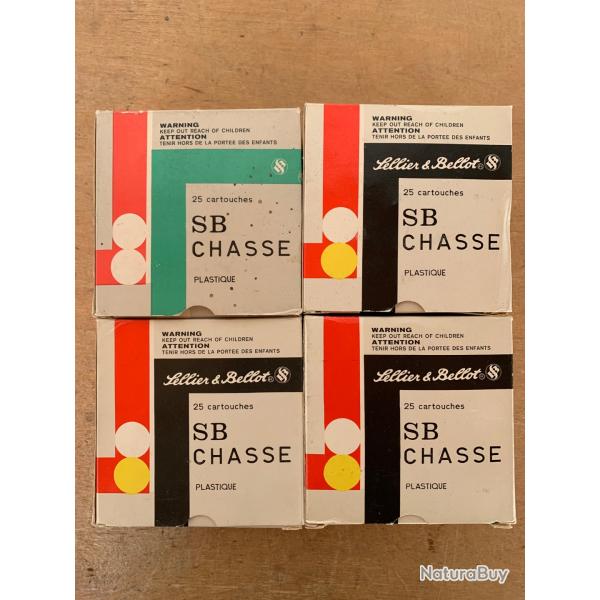 WARNING
KEEP OUT REACH OF CHILDREN
ATTENTION
TENIR HORS DE LA PORTEE DES ENFANTS
25 cartouches
SB
CHASSE
PLASTIQUE
WARNING
KEEP OUT REACH OF CHILDREN
ATTENTION
TENIR HORS DE LA PORTEE DES ENFANTS
Sellier & Bellot®
25 cartouches
SB
CHASSE
PLASTIQUE
WARNING
KEEP OUT REACH OF CHILDREN
ATTENTION
TENIR HORS DE LA PORTEE DES ENFANTS
Sellier & Bellot®
25 cartouches
SB
CHASSE
PLASTIQUE
WARNING
KEEP OUT REACH OF CHILDREN
ATTENTION
TENIR HORS DE LA PORTEE DES ENFANTS
Sellier & Bellot®
25 cartouches
SB
CHASSE
PLASTIQUE
NaturaBuy